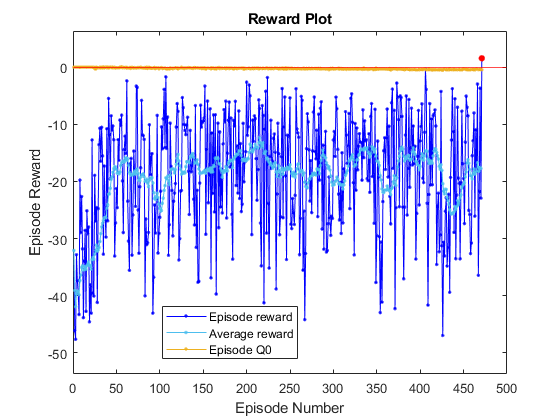 Reward Plot
Episode Reward
0
-10
-20
-30
-40
-50
Episode reward
Average reward
Episode Q0
0 50 100 150 200 250 300 350 400 450 500
Episode Number